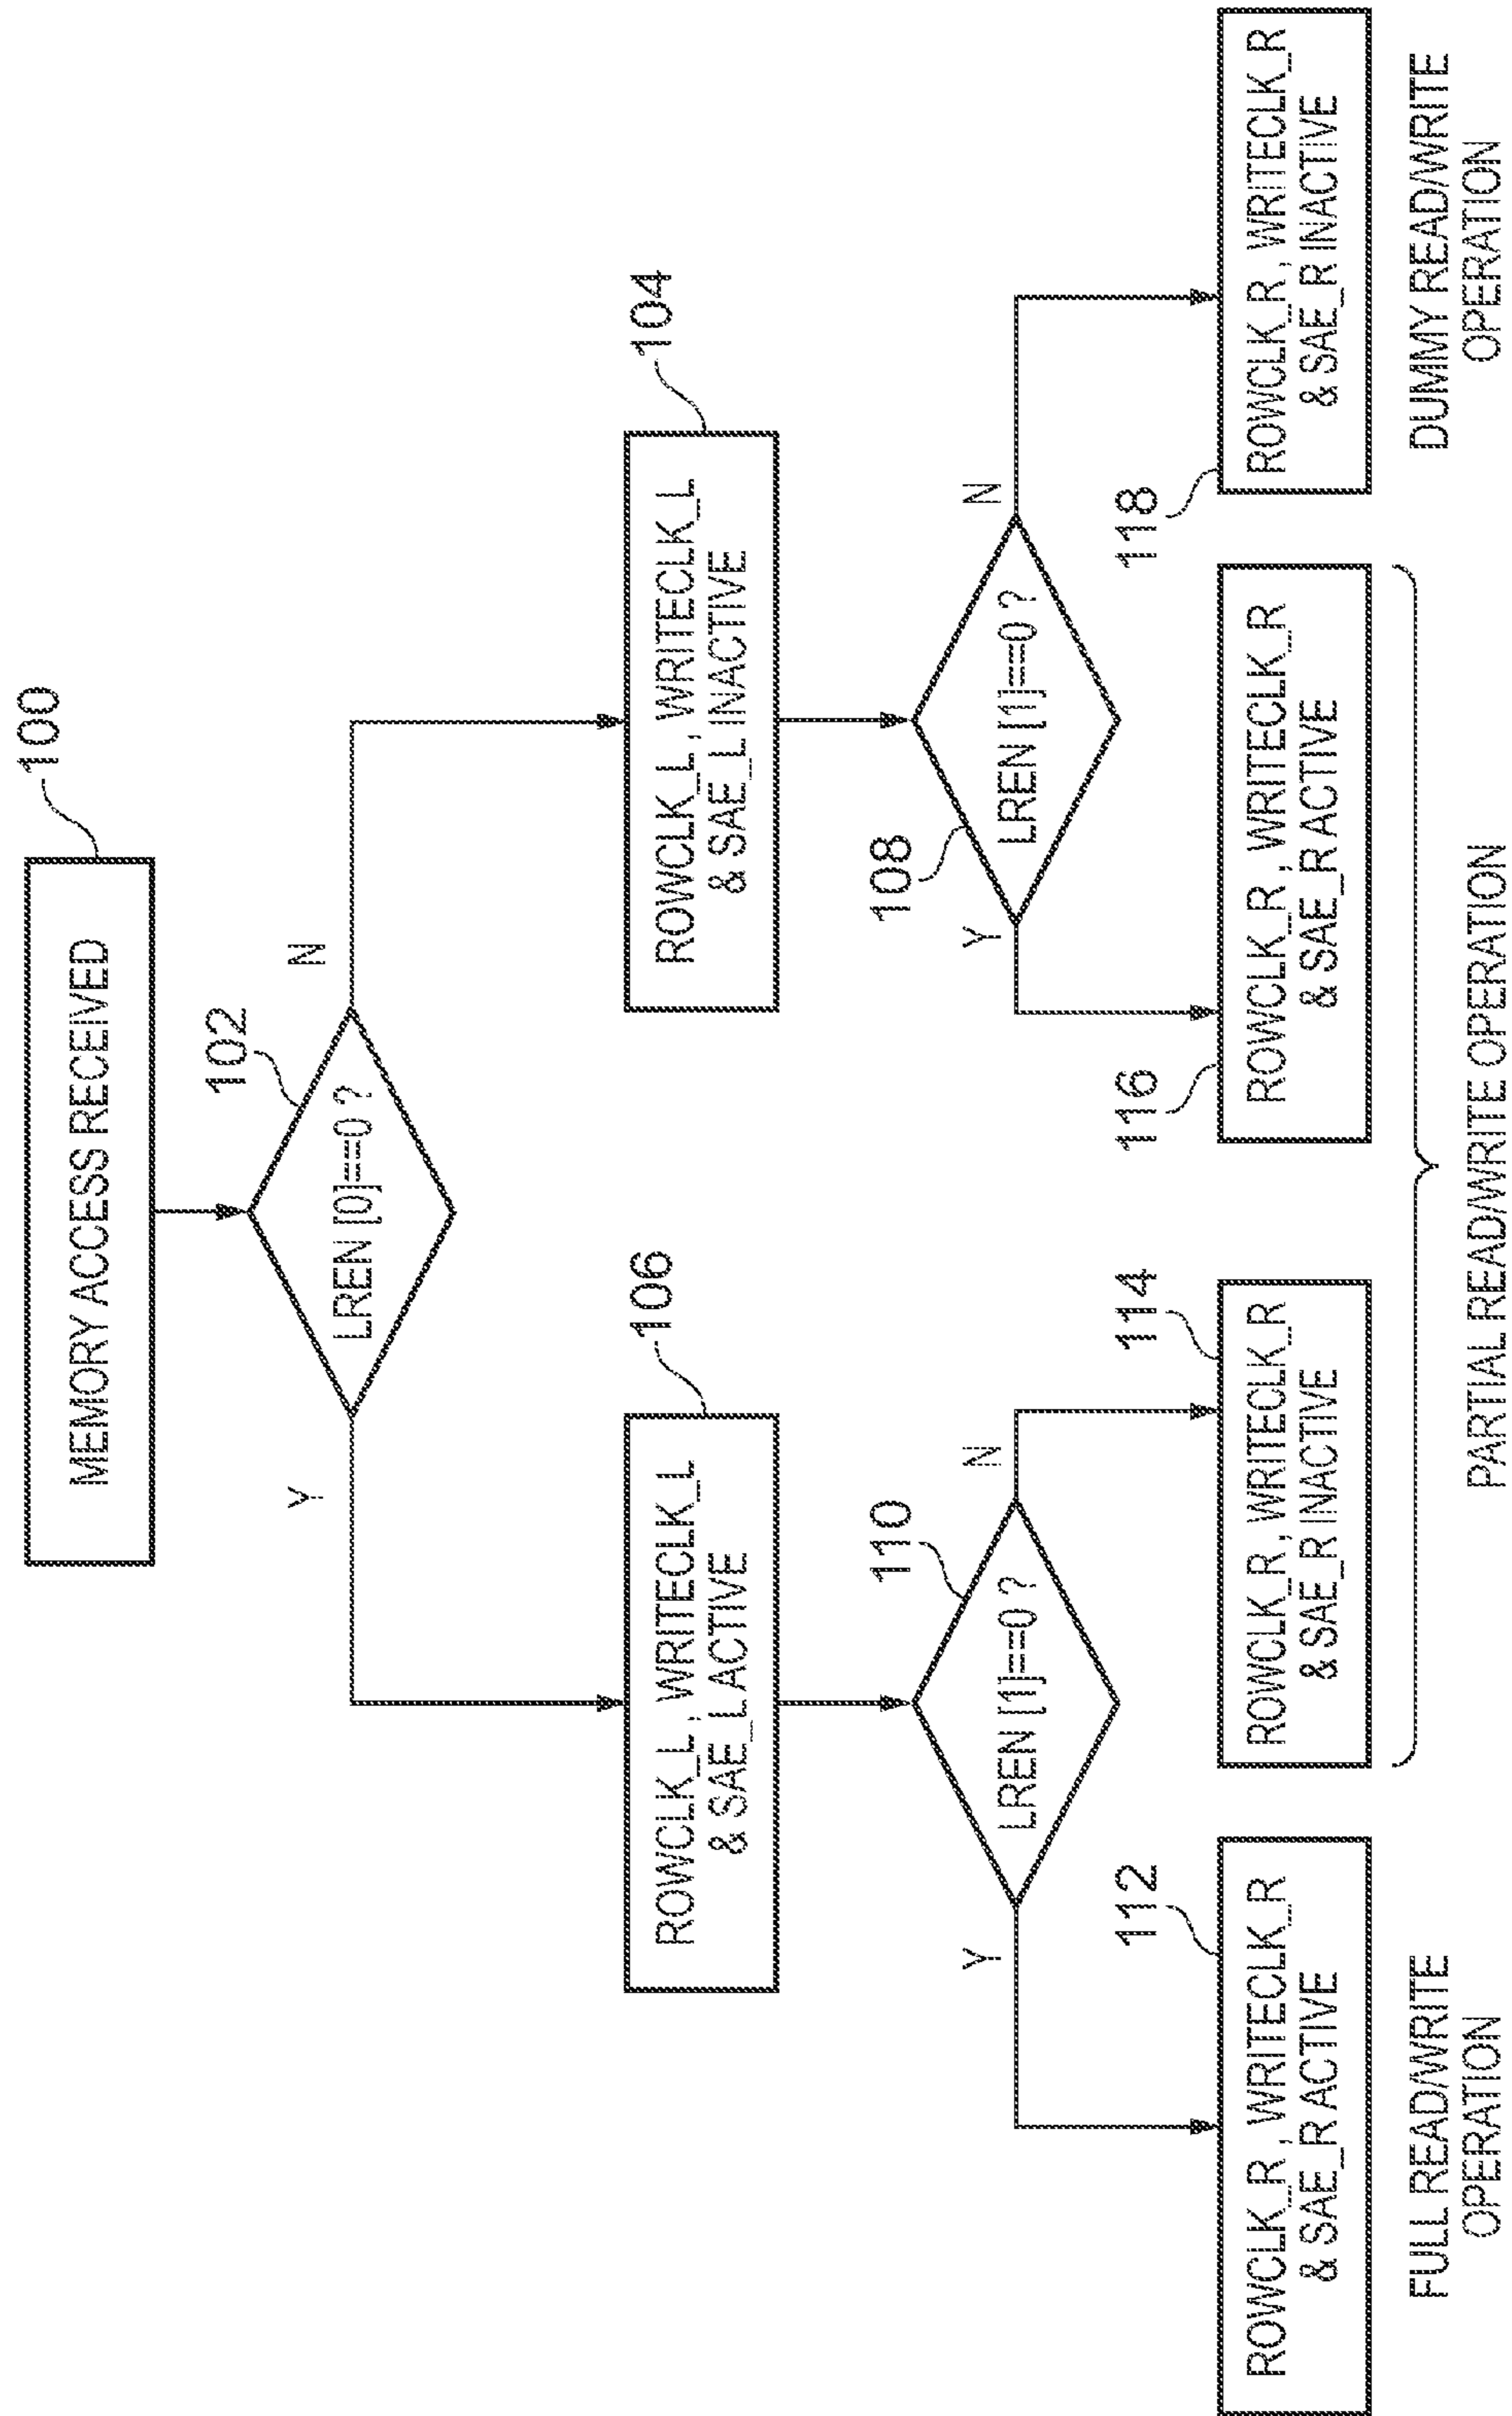 MEMORY ACCESS RECEIVED
100
102
LREN [0]==0 ?
Y
N
106
ROWCLK_L, WRITECLK_L
& SAE_L ACTIVE
104
ROWCLK_L, WRITECLK_L
& SAE_L INACTIVE
110
LREN [1]==0 ?
Y
N
108
LREN [1]==0 ?
Y
N
112
ROWCLK_R, WRITECLK_R
& SAE_R ACTIVE
114
ROWCLK_R, WRITECLK_R
& SAE_R INACTIVE
116
ROWCLK_R, WRITECLK_R
& SAE_R ACTIVE
118
ROWCLK_R, WRITECLK_R
& SAE_R INACTIVE
FULL READ/WRITE
OPERATION
PARTIAL READ/WRITE OPERATION
DUMMY READ/WRITE
OPERATION